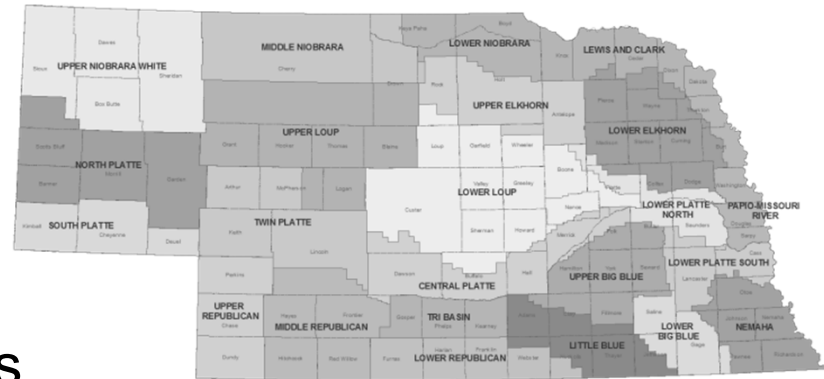 Keya Paha
Boyd
MIDDLE NIOBRARA
LOWER NIOBRARA
LEWIS AND CLARK
Dawes
Knox
Cedar
UPPER NIOBRARA WHITE
Sioux
Sheridan
Cherry
Dixon
Dakota
Brown
Rock
Holt
Box Butte
UPPER ELKHORN
Antelope
Pierce
Wayne
Thurston
LOWER ELKHORN
UPPER LOUP
Scotts Bluff
Grant
Hooker
Thomas
Blaine
Loup
Garfield
Wheeler
Madison
Stanton
Cuming
Burt
NORTH PLATTE
Morrill
Garden
Boone
Banner
Arthur
McPherson
Logan
Valley
Greeley
LOWER LOUP
Platte
Colfax
Dodge
Washington
Custer
Nance
LOWER PLATTE
NORTH
PAPIO-MISSOURI
RIVER
TWIN PLATTE
Saunders
Douglas
Kimball
SOUTH PLATTE
Cheyenne
Deuel
Keith
Lincoln
Sherman
Howard
Merrick
Polk
Butler
Sarpy
LOWER PLATTE SOUTH
Cass
Perkins
Dawson
Buffalo
Hall
Hamilton
York
Seward
Lancaster
UPPER BIG BLUE
CENTRAL PLATTE
Otoe
UPPER
REPUBLICAN
Chase
Hayes
Frontier
Gosper
TRI BASIN
Phelps
Kearney
Adams
Fillmore
Saline
MIDDLE REPUBLICAN
LOWER
BIG BLUE
Johnson
Nemaha
NEMAHA
Dundy
Hitchcock
Red Willow
Furnas
Harlan
Franklin
LOWER REPUBLICAN
Webster
LITTLE BLUE
Thayer
Gage
Pawnee
Richardson
s